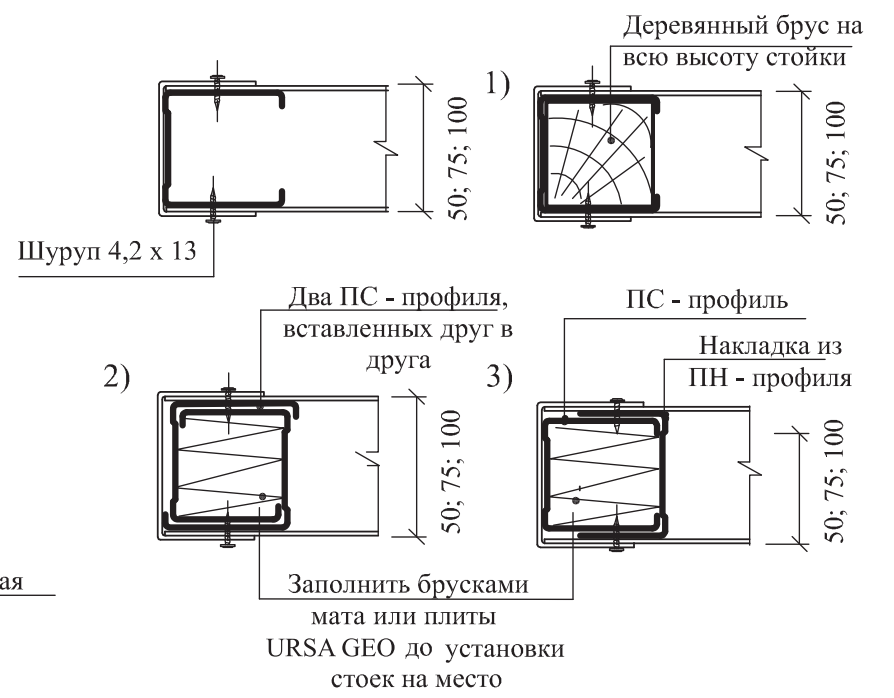 Деревянный брус на
всю высоту стойки
1)
50; 75; 100
50; 75; 100
Шуруп 4,2 x 13
Два ПС - профиля,
вставленных друг в
друга
ПС - профиль
Накладка из
ПН - профиля
2)
3)
50; 75; 100
50; 75; 100
ая
Заполнить брусками
мата или плиты
URSA GEO до установки
стоек на место